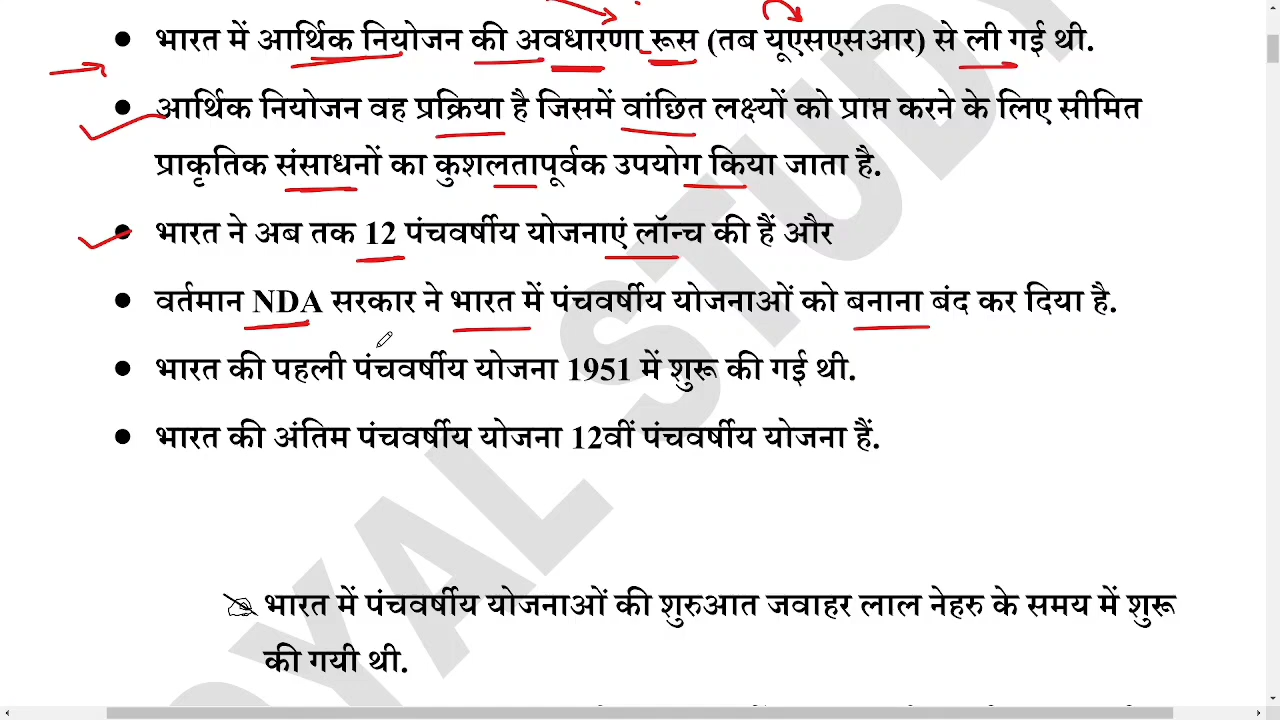 भारत में आर्थिक नियोजन की अवधारणा रूस (तब यूएसएसआर) से ली गई थी.
आर्थिक नियोजन वह प्रक्रिया है जिसमें वांछित लक्ष्यों को प्राप्त करने के लिए सीमित
प्राकृतिक संसाधनों का कुशलतापूर्वक उपयोग किया जाता है.
भारत ने अब तक 12 पंचवर्षीय योजनाएं लॉन्च की हैं और
वर्तमान NDA सरकार ने भारत में पंचवर्षीय योजनाओं को बनाना बंद कर दिया है.
भारत की पहली पंचवर्षीय योजना 1951 में शुरू की गई थी.
भारत की अंतिम पंचवर्षीय योजना 12वीं पंचवर्षीय योजना हैं.
भारत में पंचवर्षीय योजनाओं की शुरुआत जवाहर लाल नेहरु के समय में शुरू
की गयी थी.
ROYAL STUDY